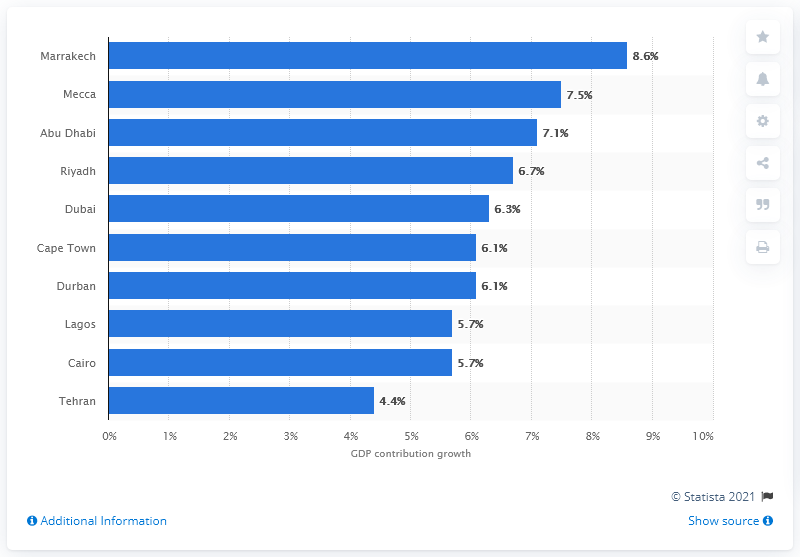 Marrakech 8.6%
Mecca 7.5%
Abu Dhabi 7.1%
Riyadh 6.7%
Dubai 6.3%
Cape Town 6.1%
Durban 6.1%
Lagos 5.7%
Cairo 5.7%
Tehran 4.4%
0% 1% 2% 3% 4% 5% 6% 7% 8% 9% 10%
GDP contribution growth
© Statista 2021
Additional Information Show source